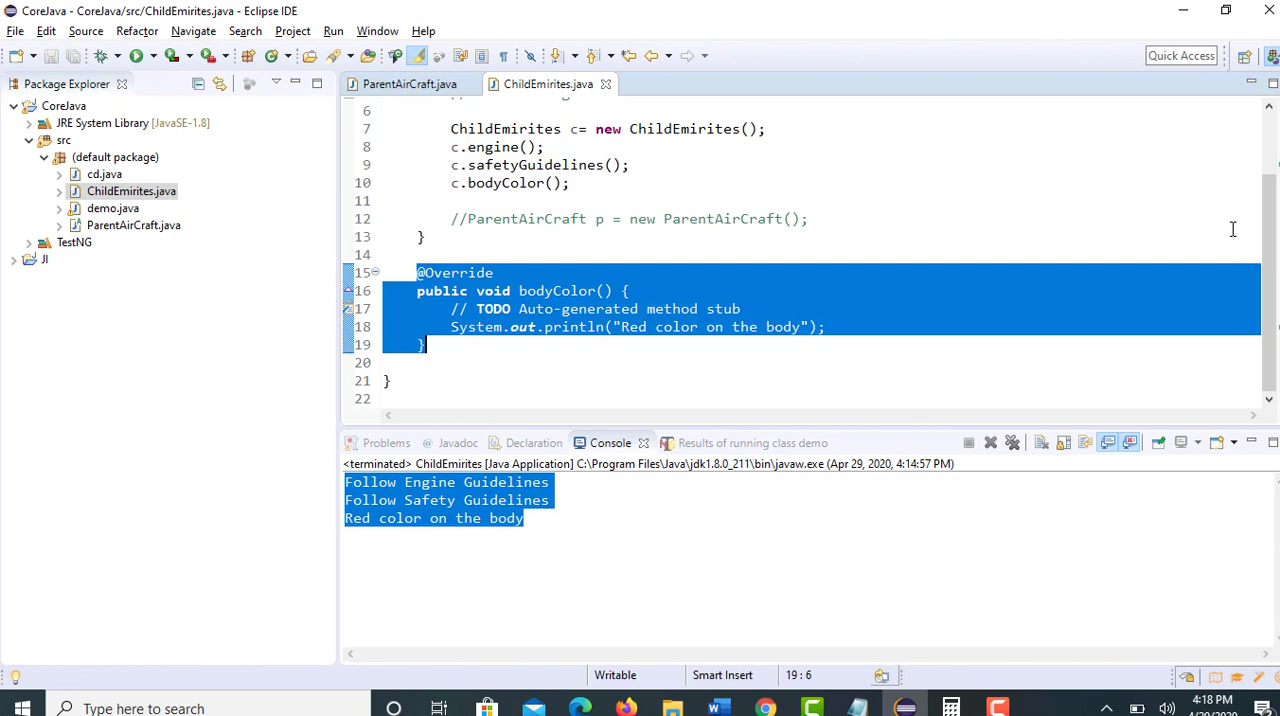 CoreJava - CoreJava/src/ChildEmirites.java - Eclipse IDE
File Edit Source Refactor Navigate Search Project Run Window Help
Quick Access
Package Explorer
ParentAirCraft.java
ChildEmirites.java
CoreJava
JRE System Library [JavaSE-1.8]
src
(default package)
cd.java
ChildEmirites.java
demo.java
ParentAirCraft.java
TestNG
JI
6
7 ChildEmirites c= new ChildEmirites();
8 c.engine();
9 c.safetyGuidelines();
10 c.bodyColor();
11
12 //ParentAirCraft p = new ParentAirCraft();
13 }
14
15 @Override
16 public void bodyColor() {
17 // TODO Auto-generated method stub
18 System.out.println("Red color on the body");
19 }
20
21 }
22
Problems Javadoc Declaration Console Results of running class demo
<terminated> ChildEmirites [Java Application] C:\Program Files\Java\jdk1.8.0_211\bin\javaw.exe (Apr 29, 2020, 4:14:57 PM)
Follow Engine Guidelines
Follow Safety Guidelines
Red color on the body
Writable Smart Insert 19 : 6
Type here to search
4:18 PM